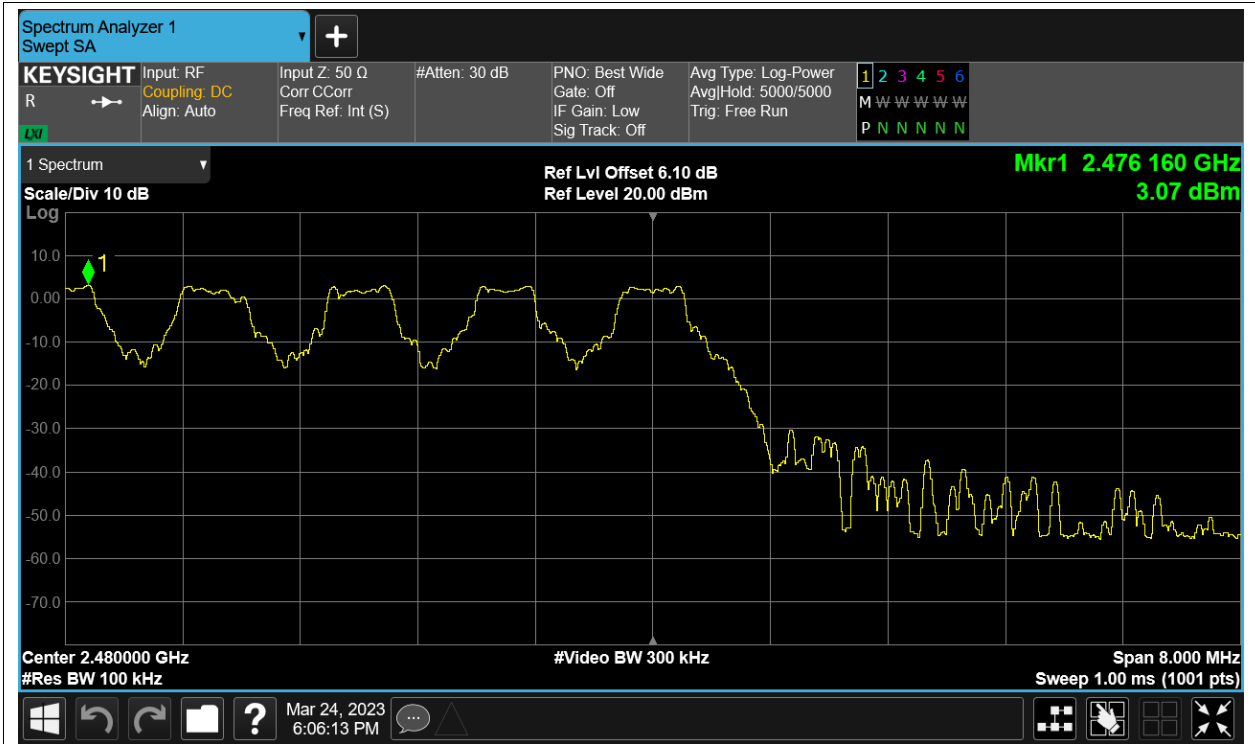 Spectrum Analyzer 1
Swept SA
KEYSIGHT
R
LXI
Input: RF
Coupling: DC
Align: Auto
Input Z: 50 Ω
Corr CCorr
Freq Ref: Int (S)
#Atten: 30 dB
PNO: Best Wide
Gate: Off
IF Gain: Low
Sig Track: Off
Avg Type: Log-Power
Avg|Hold: 5000/5000
Trig: Free Run
1 2 3 4 5 6
M W W W W W
P N N N N N
1 Spectrum
Scale/Div 10 dB
Log
Ref Lvl Offset 6.10 dB
Ref Level 20.00 dBm
Mkr1 2.476 160 GHz
3.07 dBm
1
10.0
0.00
-10.0
-20.0
-30.0
-40.0
-50.0
-60.0
-70.0
Center 2.480000 GHz
#Res BW 100 kHz
#Video BW 300 kHz
Span 8.000 MHz
Sweep 1.00 ms (1001 pts)
?
Mar 24, 2023
6:06:13 PM